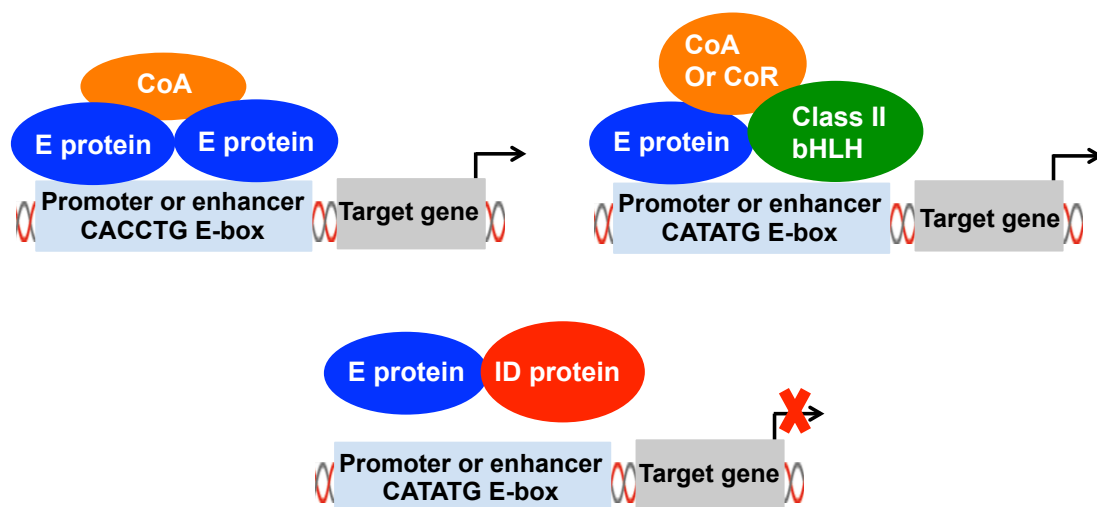 CoA
E protein
E protein
Promoter or enhancer
CACCTG E-box
Target gene
CoA
Or CoR
E protein
Class II
bHLH
Promoter or enhancer
CATATG E-box
Target gene
E protein
ID protein
Promoter or enhancer
CATATG E-box
Target gene